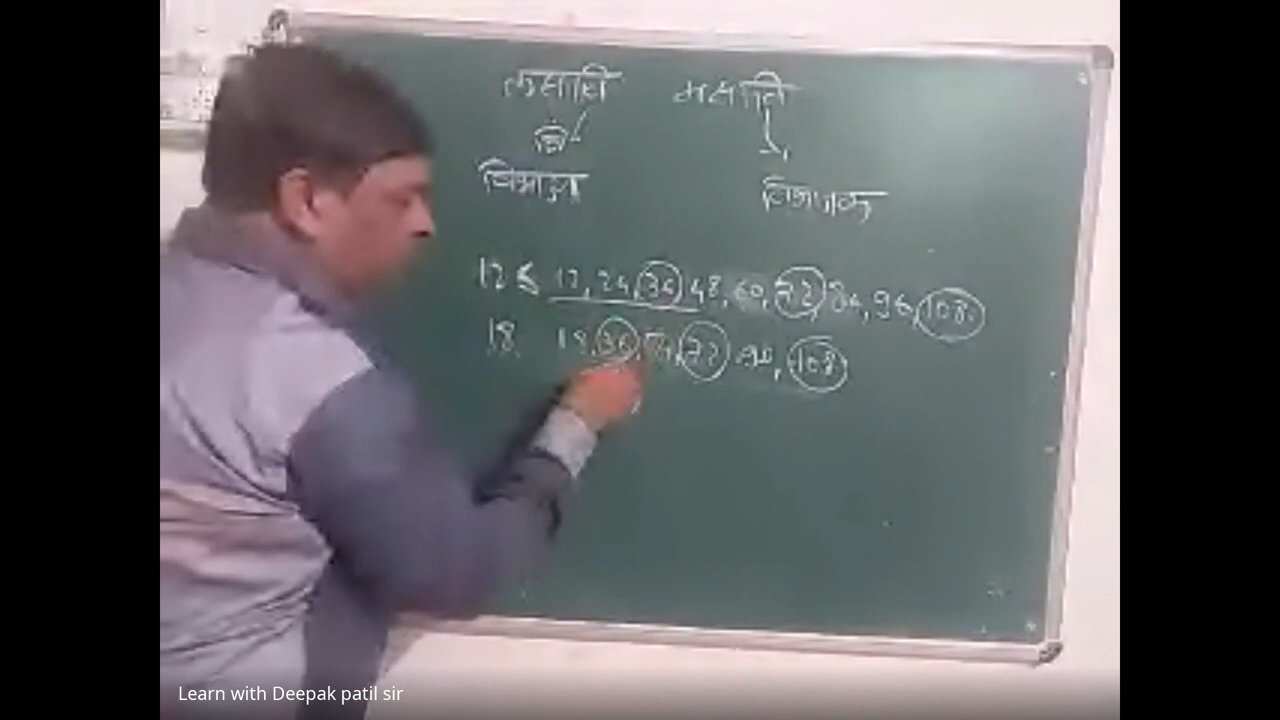 लसावि मसावि
वि
विभाज्य विभाजक
12 12, 24, 36 48, 60, 72, 84, 96, 108
18 18, 36, 54, 72 90, 108
Learn with Deepak patil sir